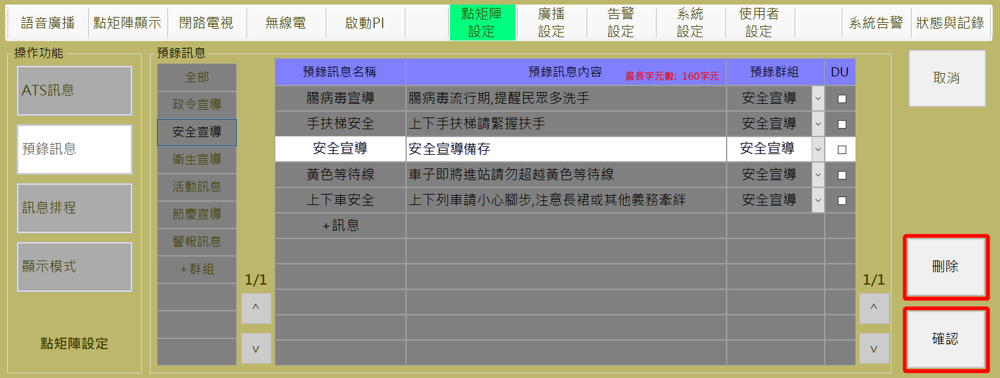 語音廣播 點矩陣顯示 閉路電視 無線電 啟動PI 點矩陣設定 廣播設定 告警設定 系統設定 使用者設定 系統告警 狀態與記錄
操作功能
ATS訊息
預錄訊息
訊息排程
顯示模式
點矩陣設定
預錄訊息
全部
政令宣導
安全宣導
衛生宣導
活動訊息
節慶宣導
警報訊息
+群組
1/1
^
v
預錄訊息名稱 預錄訊息內容 最長字元數: 160字元 預錄群組 DU
腸病毒宣導 腸病毒流行期,提醒民眾多洗手 安全宣導
手扶梯安全 上下手扶梯請緊握扶手 安全宣導
安全宣導 安全宣導備存 安全宣導
黃色等待線 車子即將進站請勿超越黃色等待線 安全宣導
上下車安全 上下列車請小心腳步,注意長裙或其他義務牽絆 安全宣導
+訊息
1/1
^
v
取消
刪除
確認